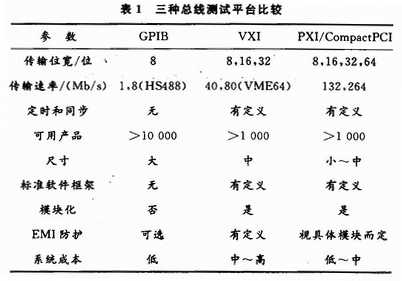 表 1 三种总线测试平台比较
参 数 GPIB VXI PXI/CompactPCI
传输位宽/位 8 8,16,32 8,16,32,64
传输速率/(Mb/s) 1,8(HS488) 40,80(VME64) 132,264
定时和同步 无 有定义 有定义
可用产品 >10 000 >1 000 >1 000
尺寸 大 中 小~中
标准软件框架 无 有定义 有定义
模块化 否 是 是
EMI 防护 可选 有定义 视具体模块而定
系统成本 低 中~高 低~中